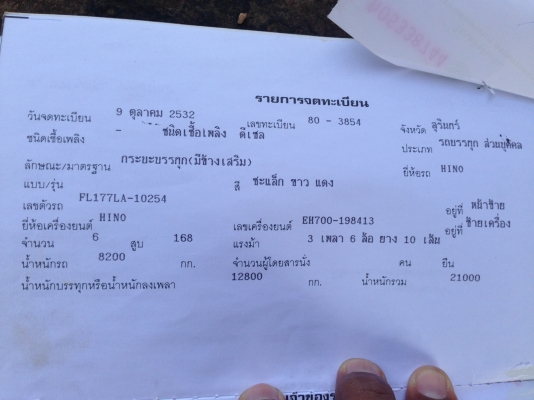 รายการจดทะเบียน
วันจดทะเบียน 9 ตุลาคม 2532 เลขทะเบียน 80 - 3854 จังหวัด สุรินทร์
ชนิดเชื้อเพลิง - ชนิดเชื้อเพลิง ดีเซล ประเภท รถบรรทุก ส่วนบุคคล
ลักษณะ/มาตรฐาน กระบะบรรทุก(มีข้างเสริม) ยี่ห้อรถ HINO
แบบ/รุ่น สี ชะแล็ก ขาว แดง
เลขตัวรถ FL177LA-10254 อยู่ที่ หน้าซ้าย
ยี่ห้อเครื่องยนต์ HINO เลขเครื่องยนต์ EH700-198413 อยู่ที่ ซ้ายเครื่อง
จำนวน 6 สูบ 168 แรงม้า 3 เพลา 6 ล้อ ยาง 10 เส้น
น้ำหนักรถ 8200 กก. จำนวนผู้โดยสารนั่ง คน ยืน
น้ำหนักบรรทุกหรือน้ำหนักลงเพลา 12800 กก. น้ำหนักรวม 21000